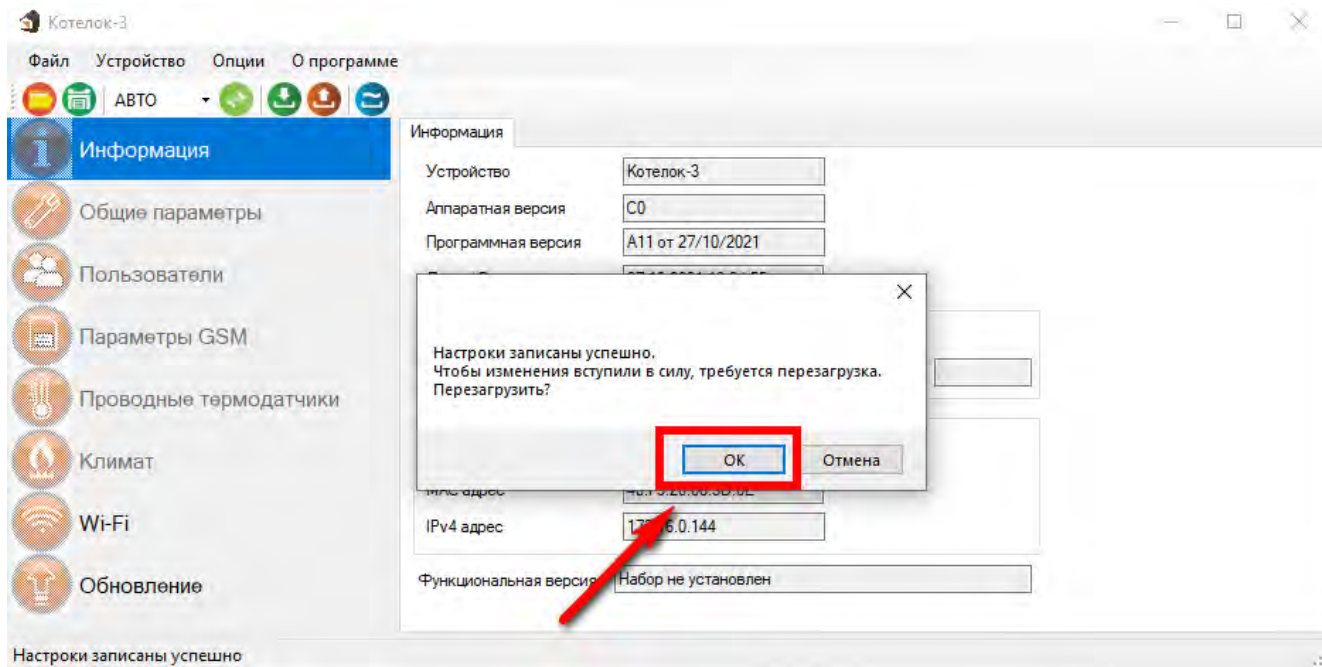 Котелок-3
Файл Устройство Опции О программе
АВТО
Информация
Общие параметры
Пользователи
Параметры GSM
Проводные термодатчики
Климат
Wi-Fi
Обновление
Информация
Устройство Котелок-3
Аппаратная версия C0
Программная версия A11 от 27/10/2021
Настроки записаны успешно.
Чтобы изменения вступили в силу, требуется перезагрузка.
Перезагрузить?
ОК Отмена
MAC адрес
IPv4 адрес 6.0.144
Функциональная версия Набор не установлен
Настроки записаны успешно